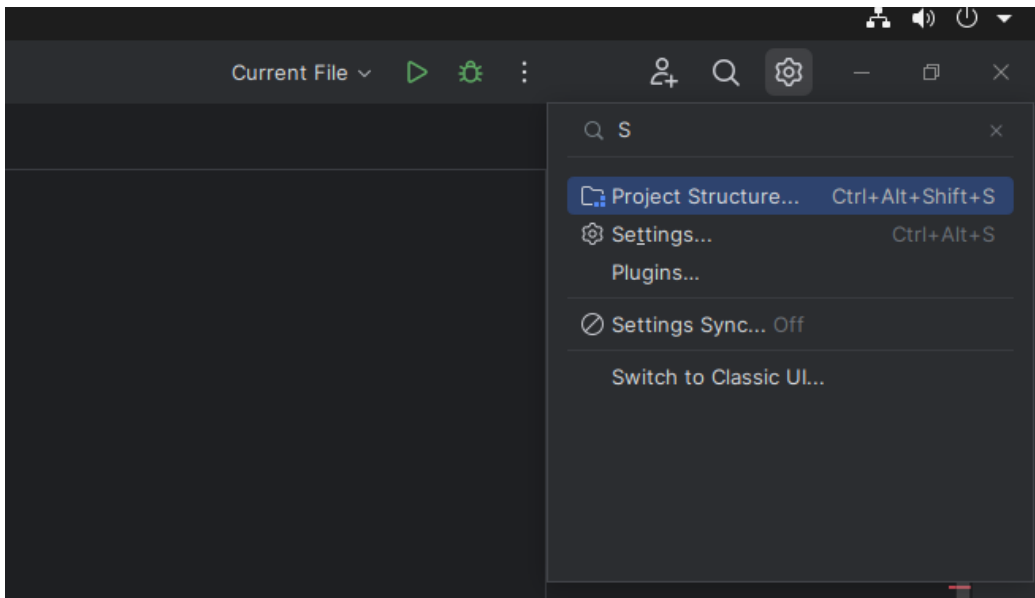 Current File
S
Project Structure... Ctrl+Alt+Shift+S
Settings... Ctrl+Alt+S
Plugins...
Settings Sync... Off
Switch to Classic UI...